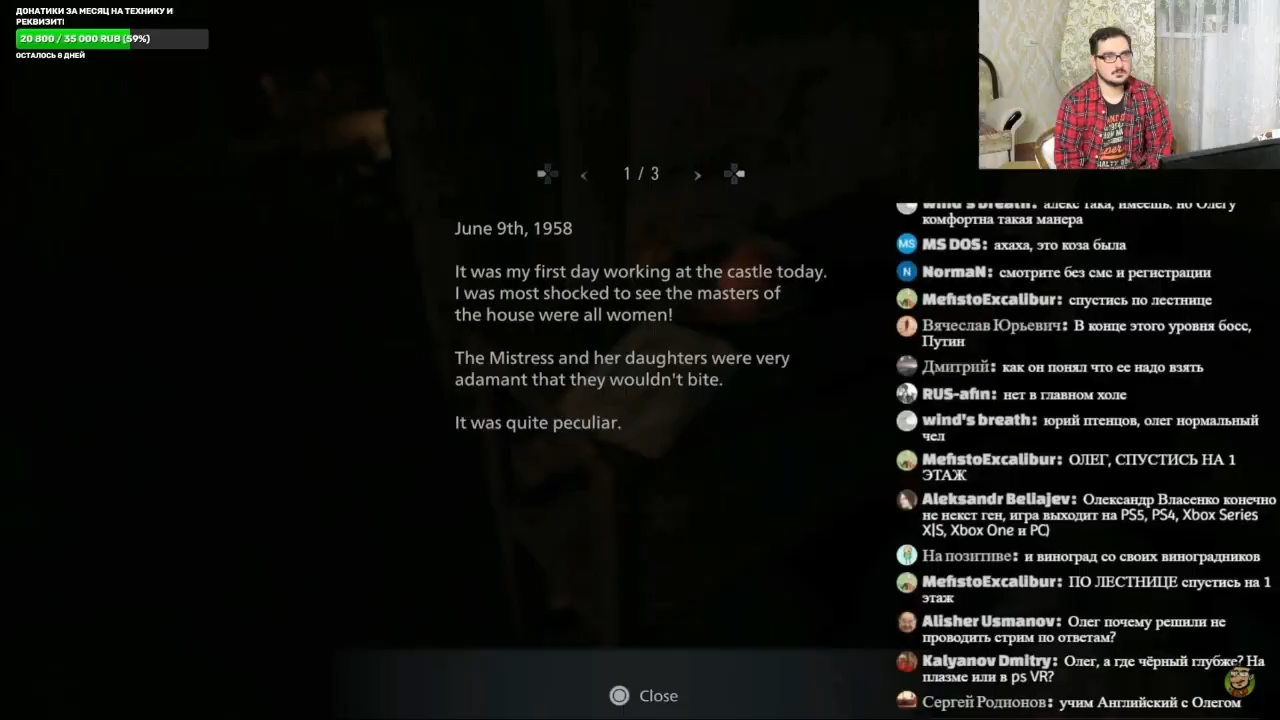 ДОНАТИКИ ЗА МЕСЯЦ НА ТЕХНИКУ И
РЕКВИЗИТ!
20 800 / 35 000 RUB (59%)
ОСТАЛОСЬ 8 ДНЕЙ
1 / 3
June 9th, 1958
It was my first day working at the castle today.
I was most shocked to see the masters of
the house were all women!
The Mistress and her daughters were very
adamant that they wouldn't bite.
It was quite peculiar.
Close
wind's breath: алекс така, имеешь. но Олегу
комфортна такая манера
MS DOS: ахаха, это коза была
NormaN: смотрите без смс и регистрации
MefistoExcalibur: спустись по лестнице
Вячеслав Юрьевич: В конце этого уровня босс,
Путин
Дмитрий: как он понял что ее надо взять
RUS-afin: нет в главном холе
wind's breath: юрий птенцов, олег нормальный
чел
MefistoExcalibur: ОЛЕГ, СПУСТИСЬ НА 1
ЭТАЖ
Aleksandr Beliajev: Олександр Власенко конечно
не некст ген, игра выходит на PS5, PS4, Xbox Series
X|S, Xbox One и PC)
На позитиве: и виноград со своих виноградников
MefistoExcalibur: ПО ЛЕСТНИЦЕ спустись на 1
этаж
Alisher Usmanov: Олег почему решили не
проводить стрим по ответам?
Kalyanov Dmitry: Олег, а где чёрный глубже? На
плазме или в ps VR?
Сергей Родионов: учим Английский с Олегом